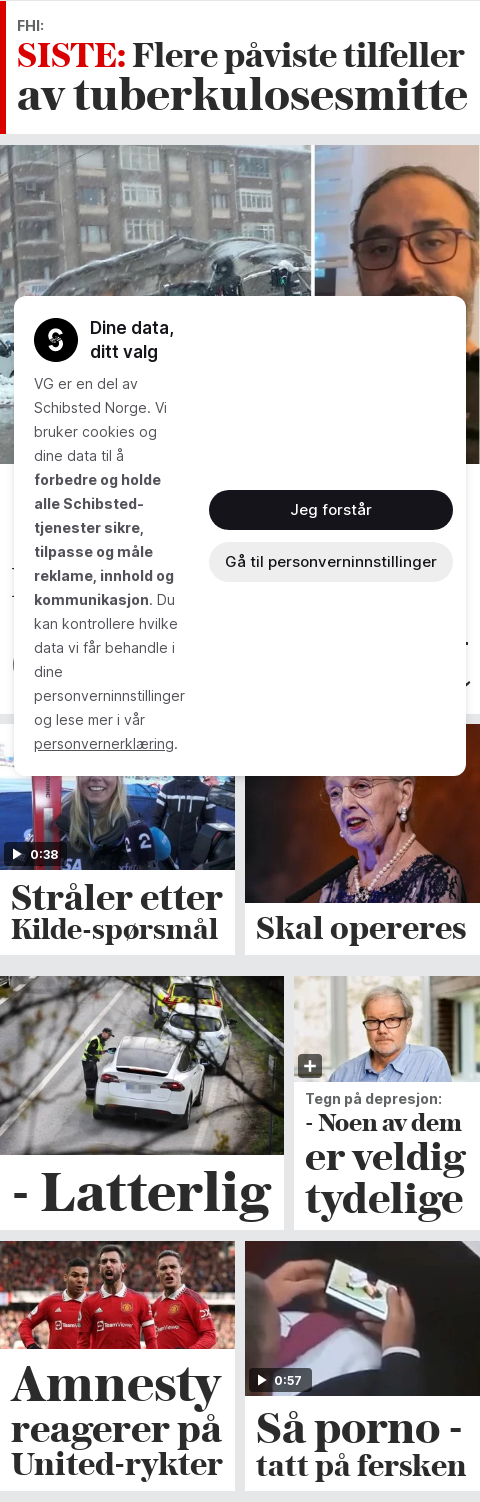 FHI:
SISTE: Flere påviste tilfeller
av tuberkulosesmitte
Dine data,
ditt valg
VG er en del av
Schibsted Norge. Vi
bruker cookies og
dine data til å
forbedre og holde
alle Schibsted-
tjenester sikre,
tilpasse og måle
reklame, innhold og
kommunikasjon. Du
kan kontrollere hvilke
data vi får behandle i
dine
personverninnstillinger
og lese mer i vår
personvernerklæring.
Jeg forstår
Gå til personverninnstillinger
0:38
Stråler etter
Kilde-spørsmål
Skal opereres
- Latterlig
Tegn på depresjon:
- Noen av dem
er veldig
tydelige
Amnesty
reagerer på
United-rykter
0:57
Så porno -
tatt på fersken